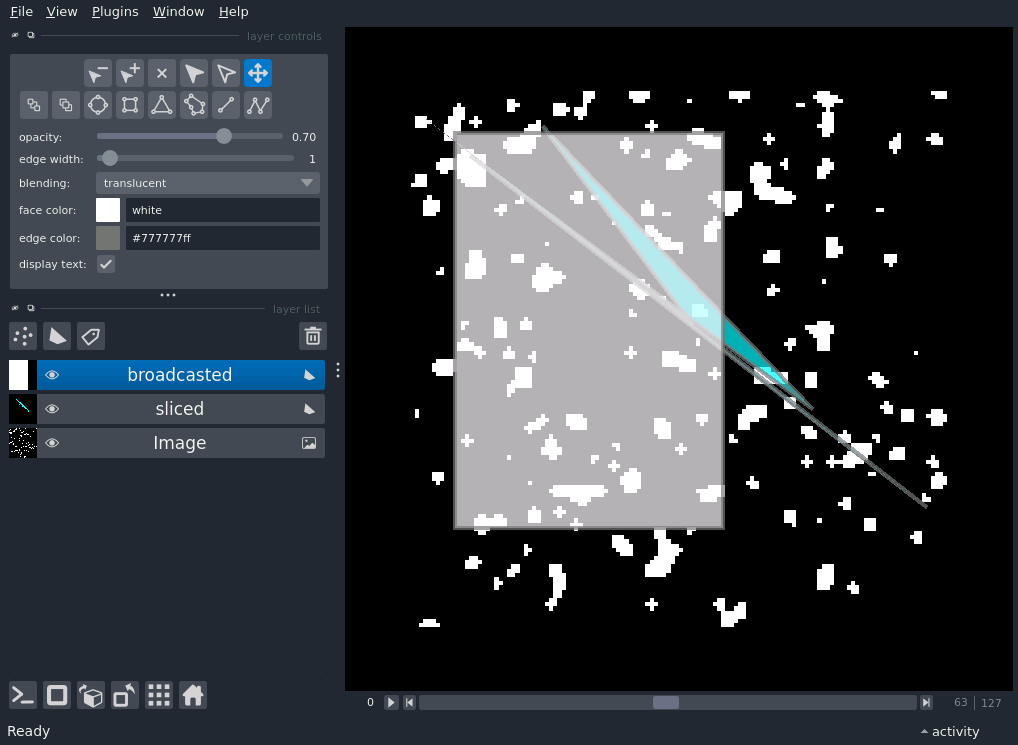 File View Plugins Window Help
layer controls
opacity: 0.70
edge width: 1
blending: translucent
face color: white
edge color: #777777ff
display text:
layer list
broadcasted
sliced
Image
0 63 | 127
Ready activity